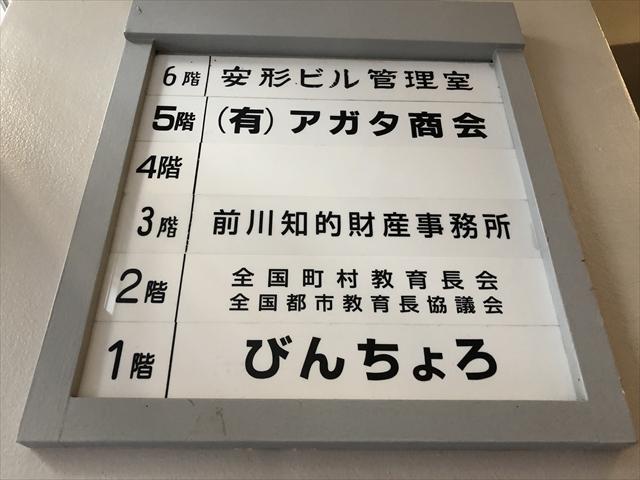 6階 安形ビル管理室
5階 (有)アガタ商会
4階
3階 前川知的財産事務所
2階 全国町村教育長会
全国都市教育長協議会
1階 びんちょろ